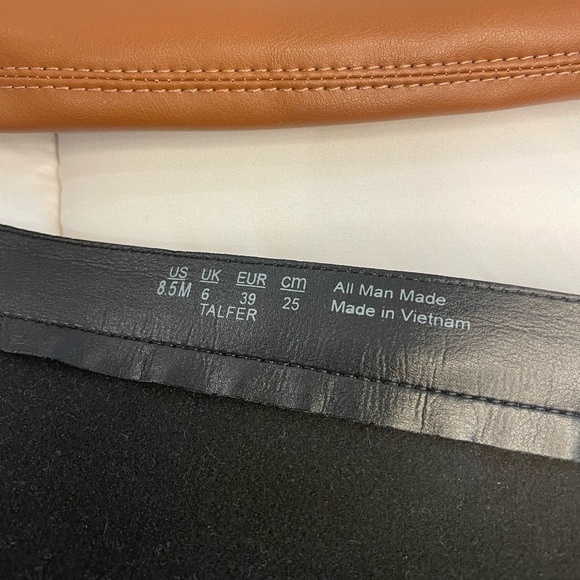 US UK EUR cm
8.5M 6 39 25
TALFER
All Man Made
Made in Vietnam